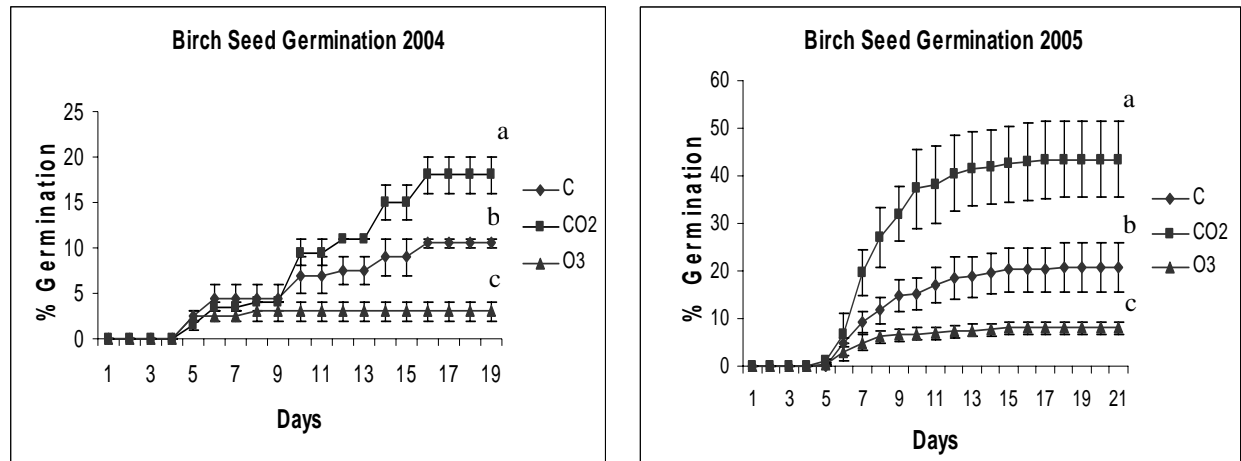 Birch Seed Germination 2004
25
20
15
10
5
0
% Germination
a
b
c
1 3 5 7 9 11 13 15 17 19
Days
C
CO2
O3
Birch Seed Germination 2005
60
50
40
30
20
10
0
% Germination
a
b
c
1 3 5 7 9 11 13 15 17 19 21
Days
C
CO2
O3